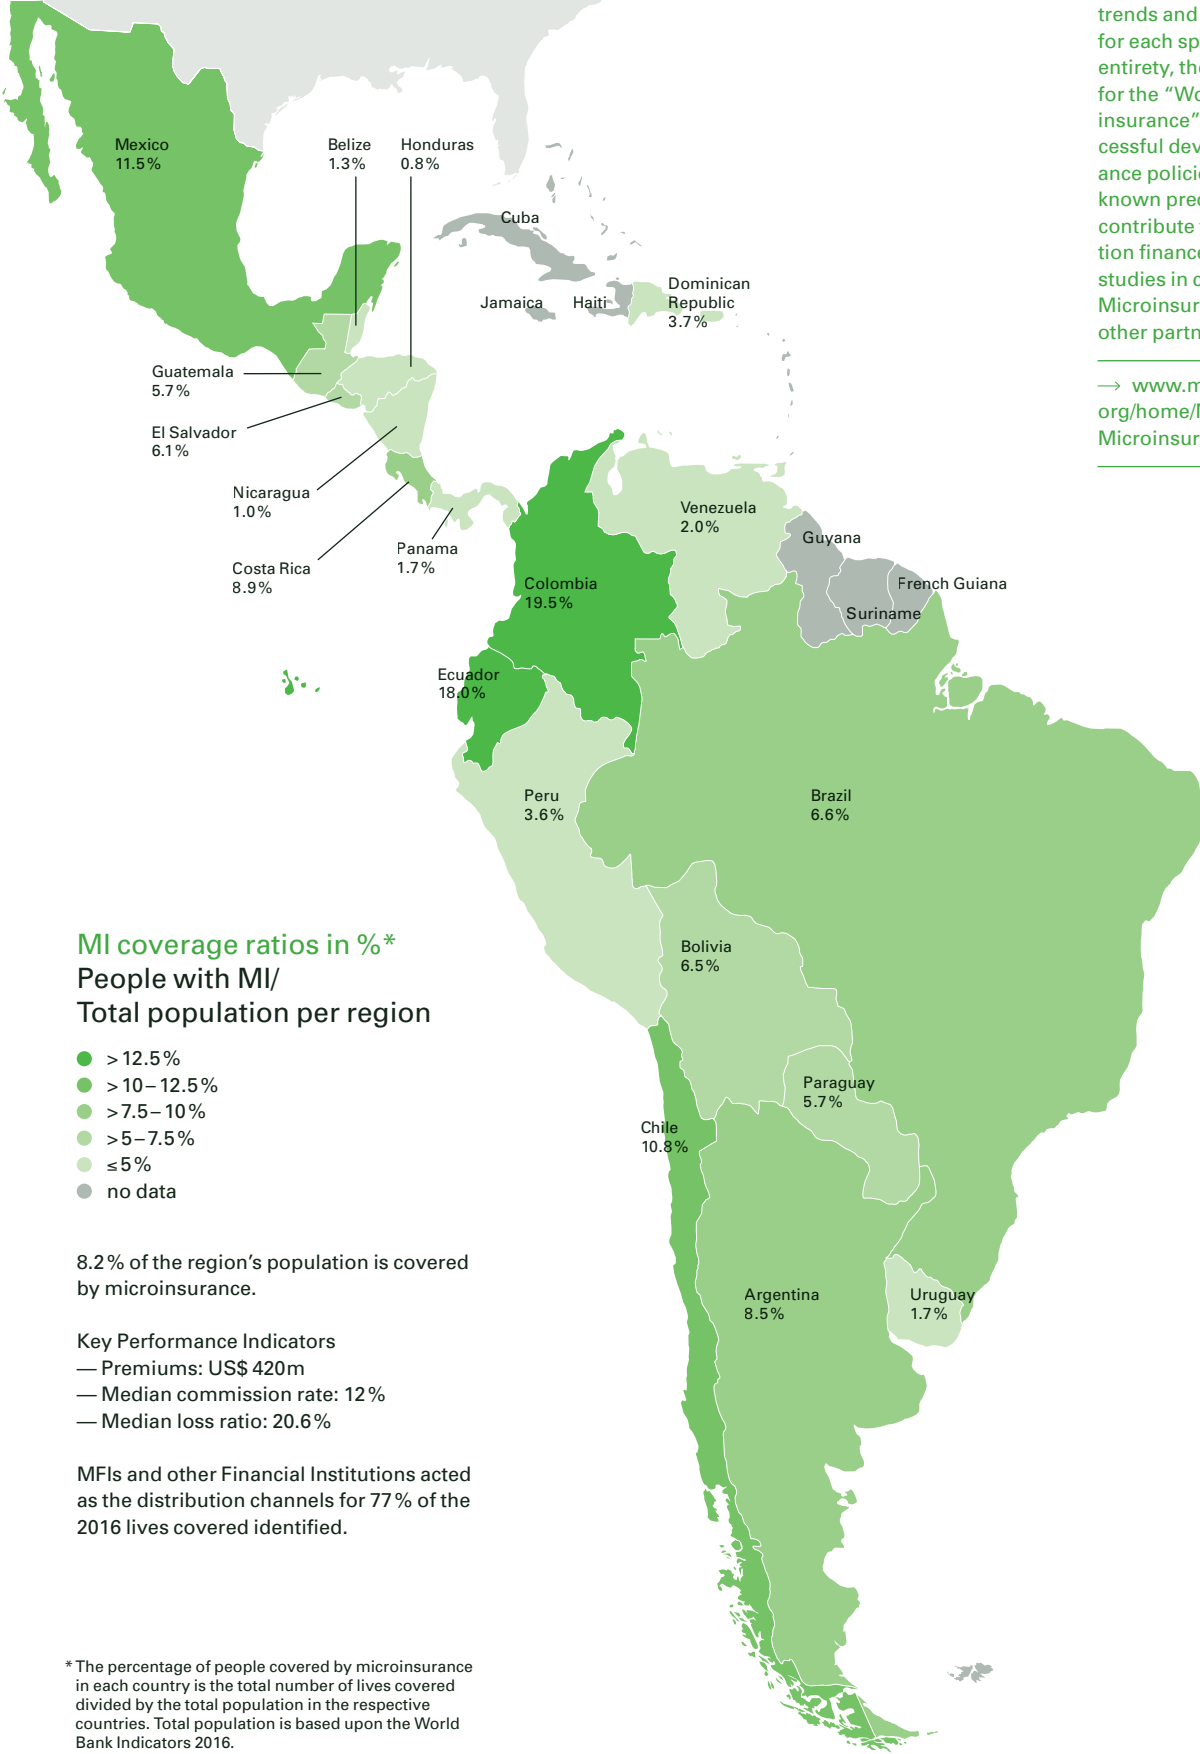 trends and
for each sp
entirety, the
for the “Wo
insurance”
cessful dev
ance policie
known pred
contribute
tion finance
studies in c
Microinsur
other partn
→ www.m
org/home/
Microinsur
Mexico
11.5%
Belize
1.3%
Honduras
0.8%
Cuba
Jamaica
Haiti
Dominican
Republic
3.7%
Guatemala
5.7%
El Salvador
6.1%
Nicaragua
1.0%
Costa Rica
8.9%
Panama
1.7%
Venezuela
2.0%
Guyana
French Guiana
Suriname
Colombia
19.5%
Ecuador
18.0%
Peru
3.6%
Brazil
6.6%
Bolivia
6.5%
Paraguay
5.7%
Chile
10.8%
Argentina
8.5%
Uruguay
1.7%
MI coverage ratios in %*
People with MI/
Total population per region
>12.5%
>10–12.5%
>7.5–10%
>5–7.5%
≤5%
no data
8.2% of the region’s population is covered
by microinsurance.
Key Performance Indicators
— Premiums: US$ 420m
— Median commission rate: 12%
— Median loss ratio: 20.6%
MFIs and other Financial Institutions acted
as the distribution channels for 77% of the
2016 lives covered identified.
* The percentage of people covered by microinsurance
in each country is the total number of lives covered
divided by the total population in the respective
countries. Total population is based upon the World
Bank Indicators 2016.